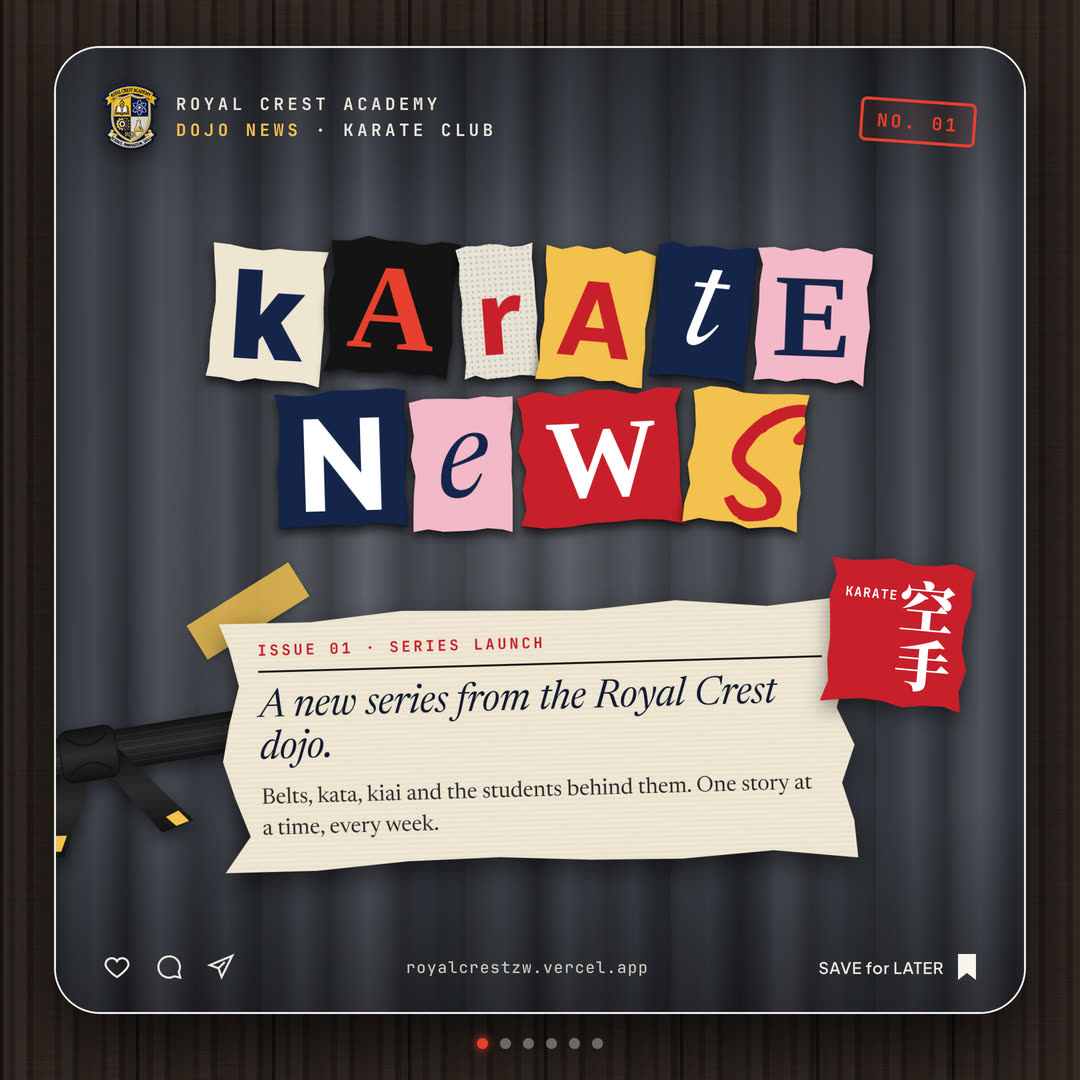 ROYAL CREST ACADEMY
DOJO NEWS · KARATE CLUB
NO. 01
kArAtE
NeWS
ISSUE 01 · SERIES LAUNCH
A new series from the Royal Crest
dojo.
Belts, kata, kiai and the students behind them. One story at
a time, every week.
KARATE
空手
royalcrestzw.vercel.app
SAVE for LATER